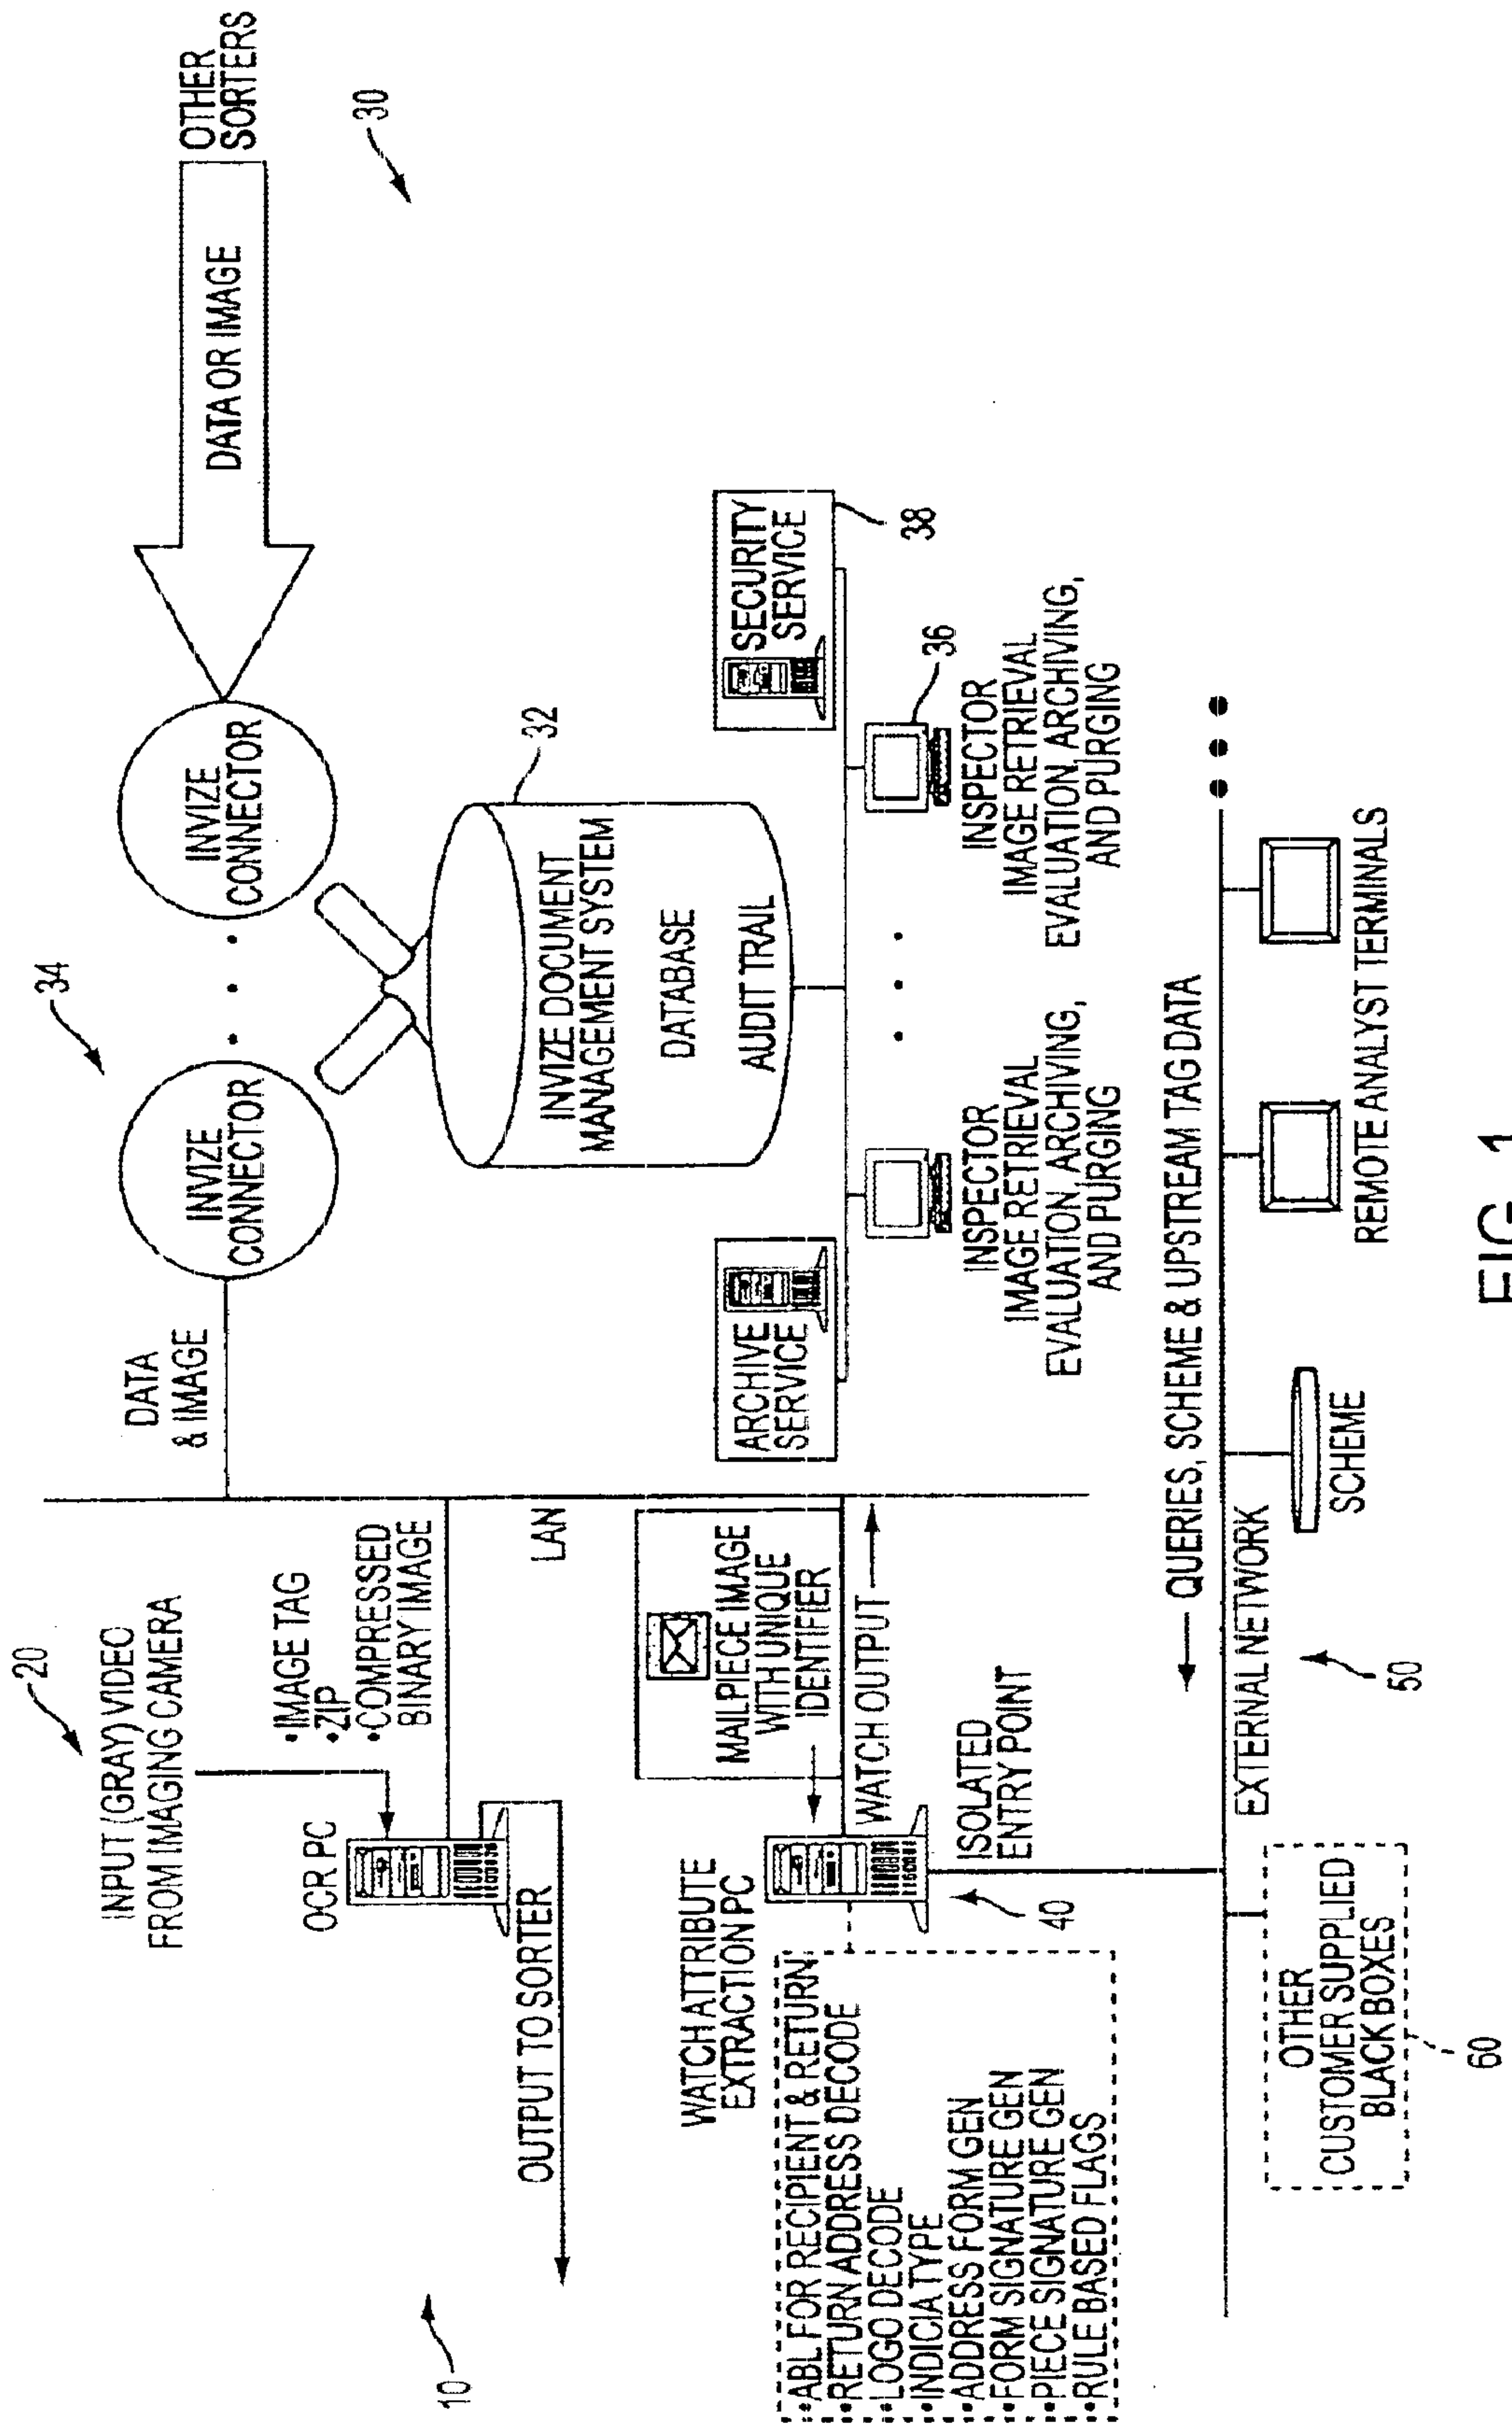 10
20
INPUT (GRAY) VIDEO
FROM IMAGING CAMERA
OCR PC
•IMAGE TAG
•ZIP
•COMPRESSED
BINARY IMAGE
OUTPUT TO SORTER
LAN
DATA
& IMAGE
34
INVIZE
CONNECTOR
INVIZE
CONNECTOR
DATA OR IMAGE
OTHER
SORTERS
30
32
INVIZE DOCUMENT
MANAGEMENT SYSTEM
DATABASE
AUDIT TRAIL
ARCHIVE
SERVICE
SECURITY
SERVICE
38
36
INSPECTOR
IMAGE RETRIEVAL
EVALUATION, ARCHIVING,
AND PURGING
INSPECTOR
IMAGE RETRIEVAL
EVALUATION, ARCHIVING,
AND PURGING
MAILPIECE IMAGE
WITH UNIQUE
IDENTIFIER
WATCH ATTRIBUTE
EXTRACTION PC
WATCH OUTPUT
•ABL FOR RECIPIENT & RETURN
•RETURN ADDRESS DECODE
•LOGO DECODE
•INDICIA TYPE
•ADDRESS FORM GEN
•FORM SIGNATURE GEN
•PIECE SIGNATURE GEN
•RULE BASED FLAGS
40
ISOLATED
ENTRY POINT
QUERIES, SCHEME & UPSTREAM TAG DATA
EXTERNAL NETWORK
50
OTHER
CUSTOMER SUPPLIED
BLACK BOXES
60
SCHEME
REMOTE ANALYST TERMINALS
FIG. 1